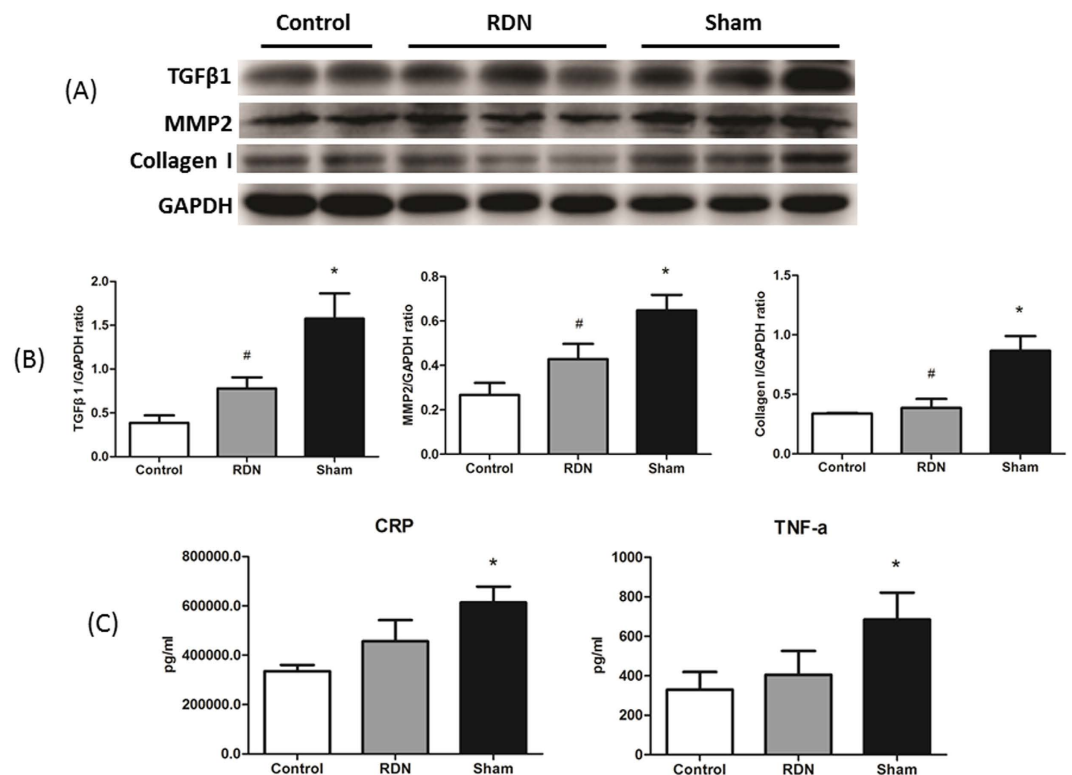 Control RDN Sham
(A)
TGFβ1
MMP2
Collagen I
GAPDH
(B)
TGFβ 1 /GAPDH ratio
2.0
1.5
1.0
0.5
0.0
#
*
Control RDN Sham
MMP2/GAPDH ratio
0.8
0.6
0.4
0.2
0.0
#
*
Control RDN Sham
Collagen I/GAPDH ratio
1.5
1.0
0.5
0.0
#
*
Control RDN Sham
(C)
CRP
pg/ml
800000.0
600000.0
400000.0
200000.0
0.0
*
Control RDN Sham
TNF-a
pg/ml
1000
800
600
400
200
0
*
Control RDN Sham